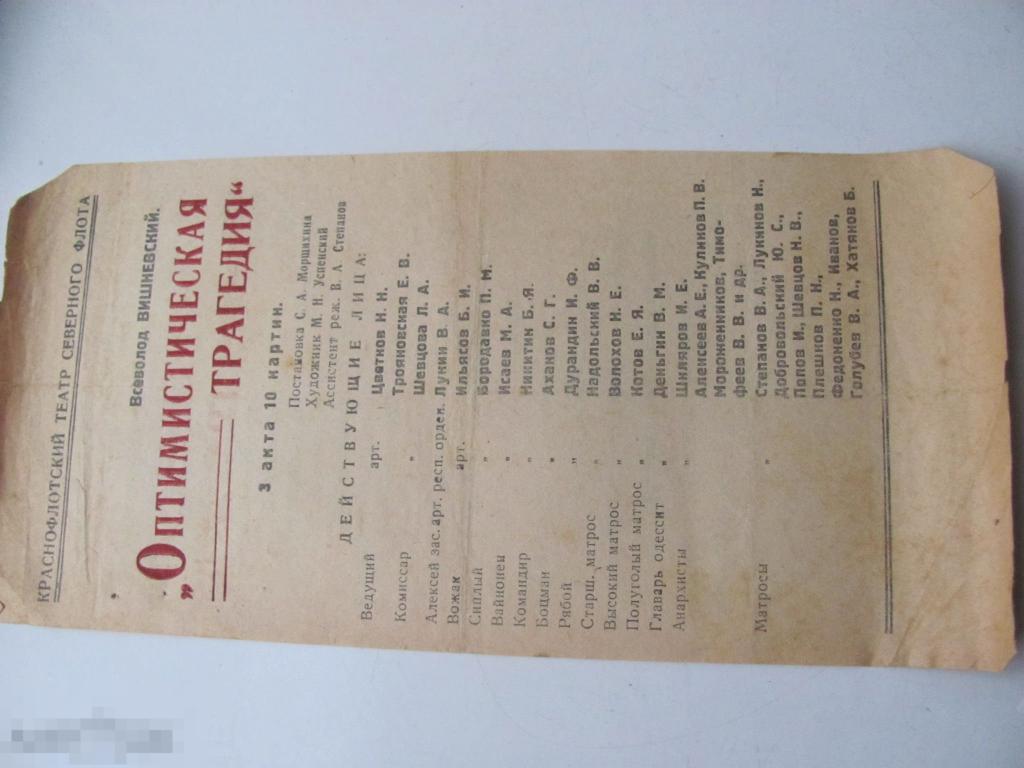 КРАСНОФЛОТСКИЙ ТЕАТР СЕВЕРНОГО ФЛОТА
Всеволод ВИШНЕВСКИЙ.
„ОПТИМИСТИЧЕСКАЯ
ТРАГЕДИЯ“
3 акта 10 картин.
Постановка С. А. Моршихина
Художник М. Н. Успенский
Ассистент реж. В. А. Степанов
ДЕЙСТВУЮЩИЕ ЛИЦА:
Ведущий арт. Цветков Н. Н.
Комиссар „ Трояновская Е. В.
Шевцова Л. А.
Алексей зас. арт. респ. орден. Лукин В. А.
Вожак арт. Ильясов Б. И.
Сиплый „ Бородавко П. М.
Вайнонен „ Исаев М. А.
Командир „ Никитин Б. Я.
Боцман „ Аханов С. Г.
Рябой „ Дурандин И. Ф.
Старш. матрос „ Надольский В. В.
Высокий матрос „ Волохов И. Е.
Полуголый матрос „ Котов Е. Я.
Главарь одессит „ Деньгин В. М.
Анархисты „ Шкляров И. Е.
Алексеев А. Е., Куликов П. В.
Мороженников, Тимо-
феев В. В. и др.
Матросы „ Степанов В. А., Лукянов Н.,
Добровольский Ю. С.,
Попов И., Шевцов Н. В.,
Плешков П. Н.,
Федоненко Н., Иванов,
Голубев В. А., Хатянов Б.